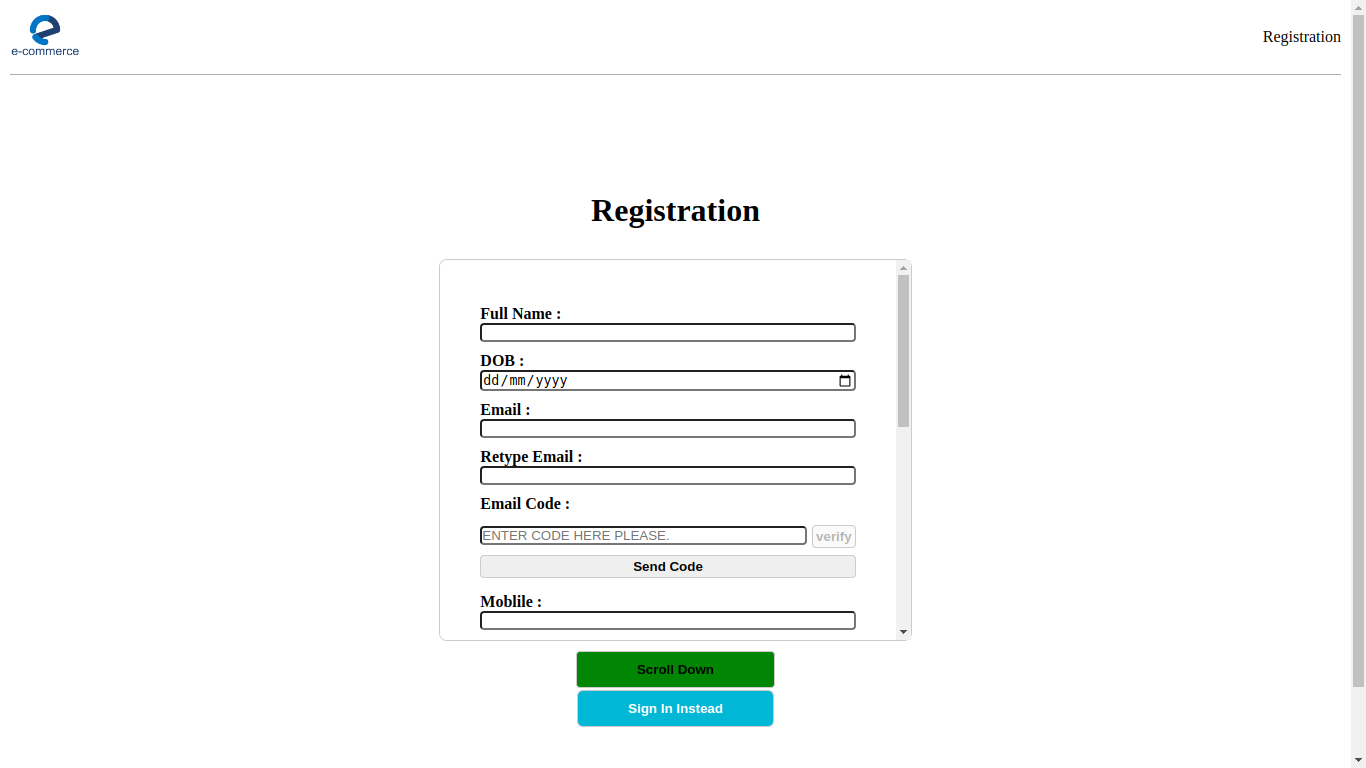 e-commerce
Registration
Registration
Full Name :
DOB :
dd/mm/yyyy
Email :
Retype Email :
Email Code :
ENTER CODE HERE PLEASE.
verify
Send Code
Moblile :
Scroll Down
Sign In Instead